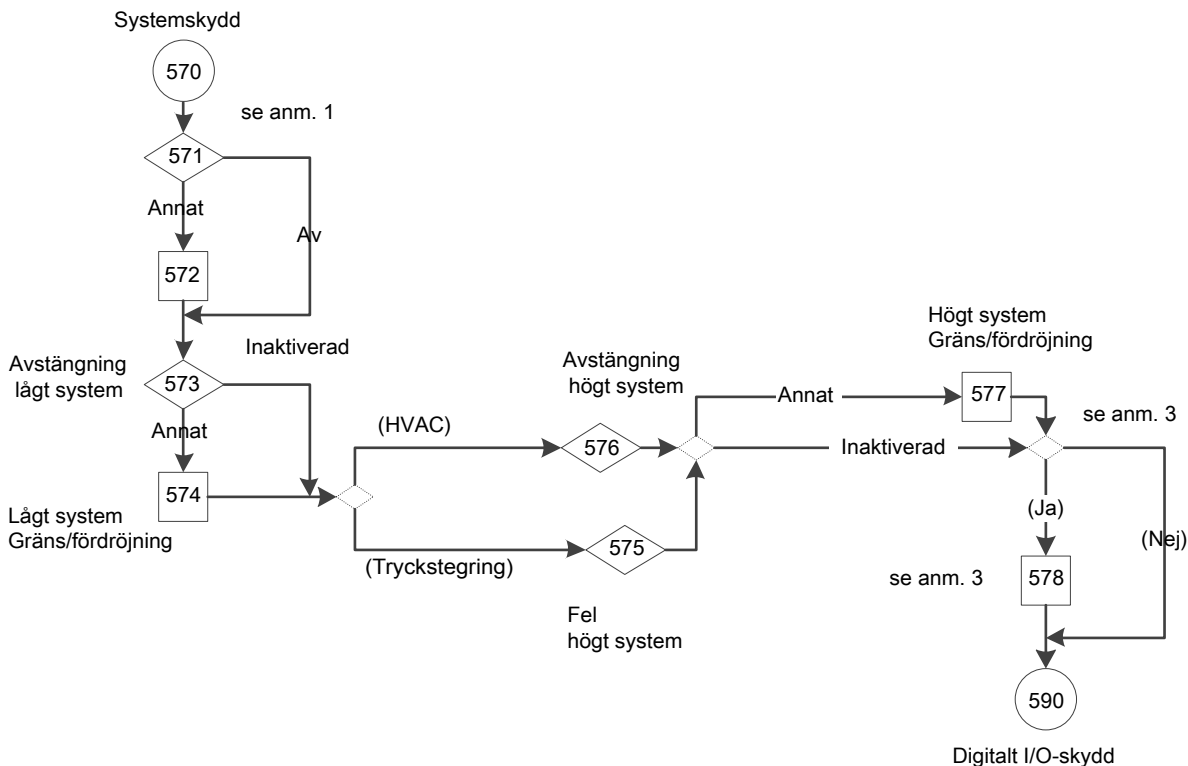 Systemskydd
570
se anm. 1
571
Annat
Av
572
Inaktiverad
Avstängning
lågt system
573
Annat
574
Lågt system
Gräns/fördröjning
(HVAC)
(Tryckstegring)
Avstängning
högt system
576
575
Fel
högt system
Annat
Inaktiverad
Högt system
Gräns/fördröjning
577
se anm. 3
(Ja)
(Nej)
se anm. 3
578
590
Digitalt I/O-skydd